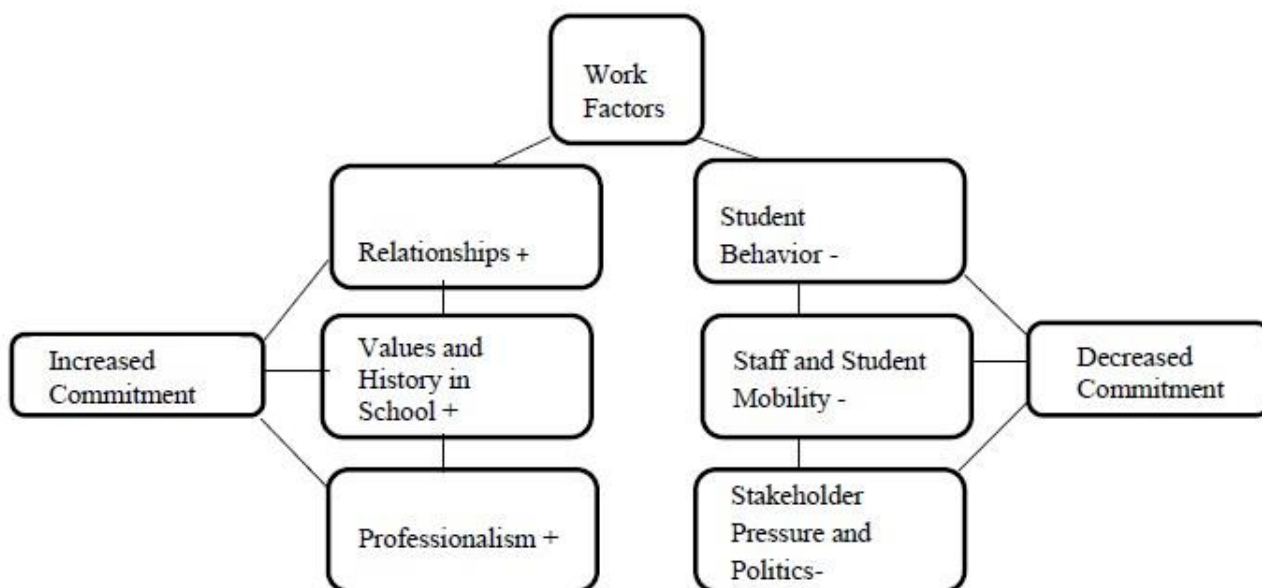 Work
Factors
Relationships +
Student
Behavior -
Increased
Commitment
Values and
History in
School +
Staff and Student
Mobility -
Decreased
Commitment
Professionalism +
Stakeholder
Pressure and
Politics-